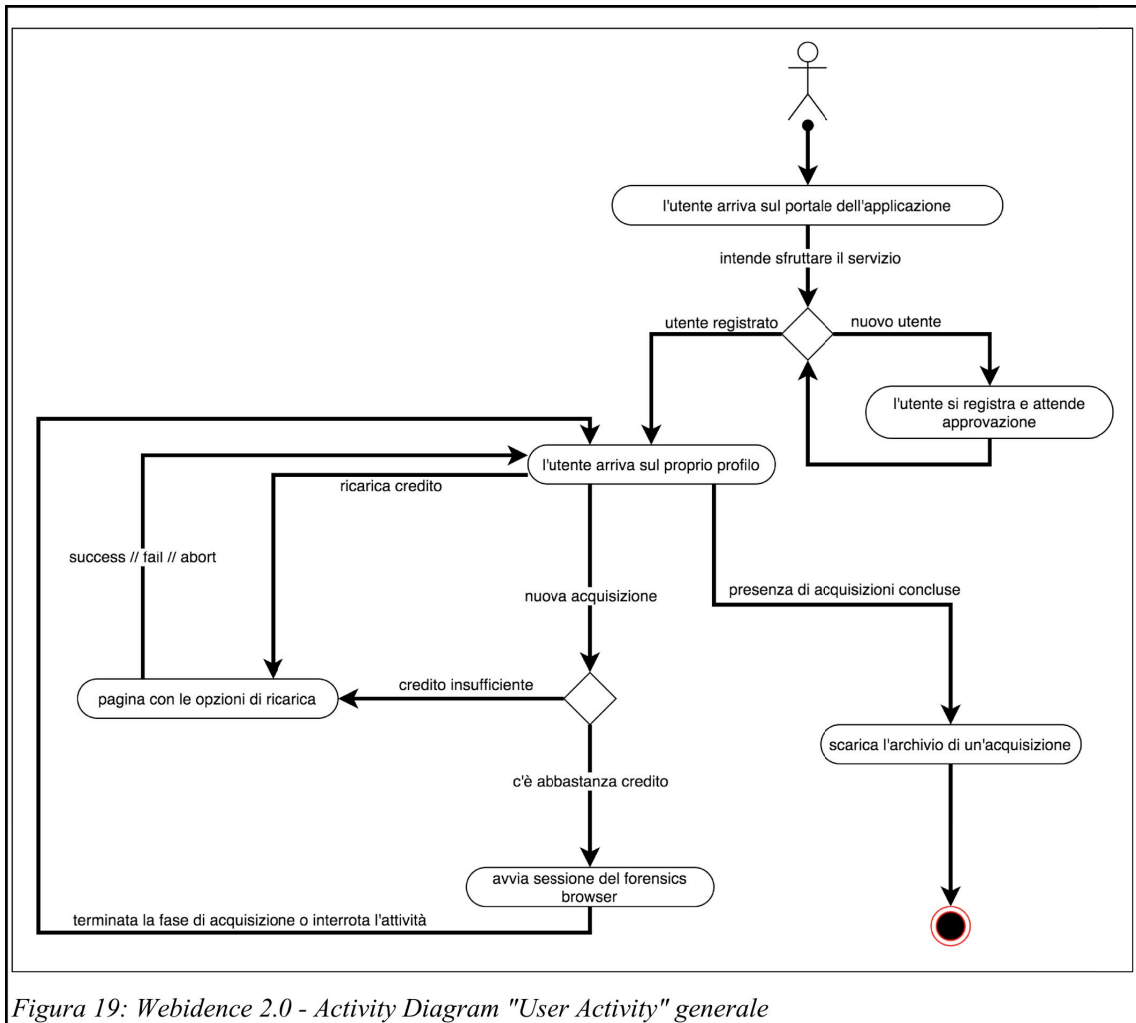 l'utente arriva sul portale dell'applicazione
intende sfruttare il servizio
utente registrato
nuovo utente
l'utente si registra e attende
approvazione
l'utente arriva sul proprio profilo
ricarica credito
success // fail // abort
presenza di acquisizioni concluse
nuova acquisizione
credito insufficiente
pagina con le opzioni di ricarica
scarica l'archivio di un'acquisizione
c'è abbastanza credito
avvia sessione del forensics
browser
terminata la fase di acquisizione o interrota l'attività
Figura 19: Webidence 2.0 - Activity Diagram "User Activity" generale